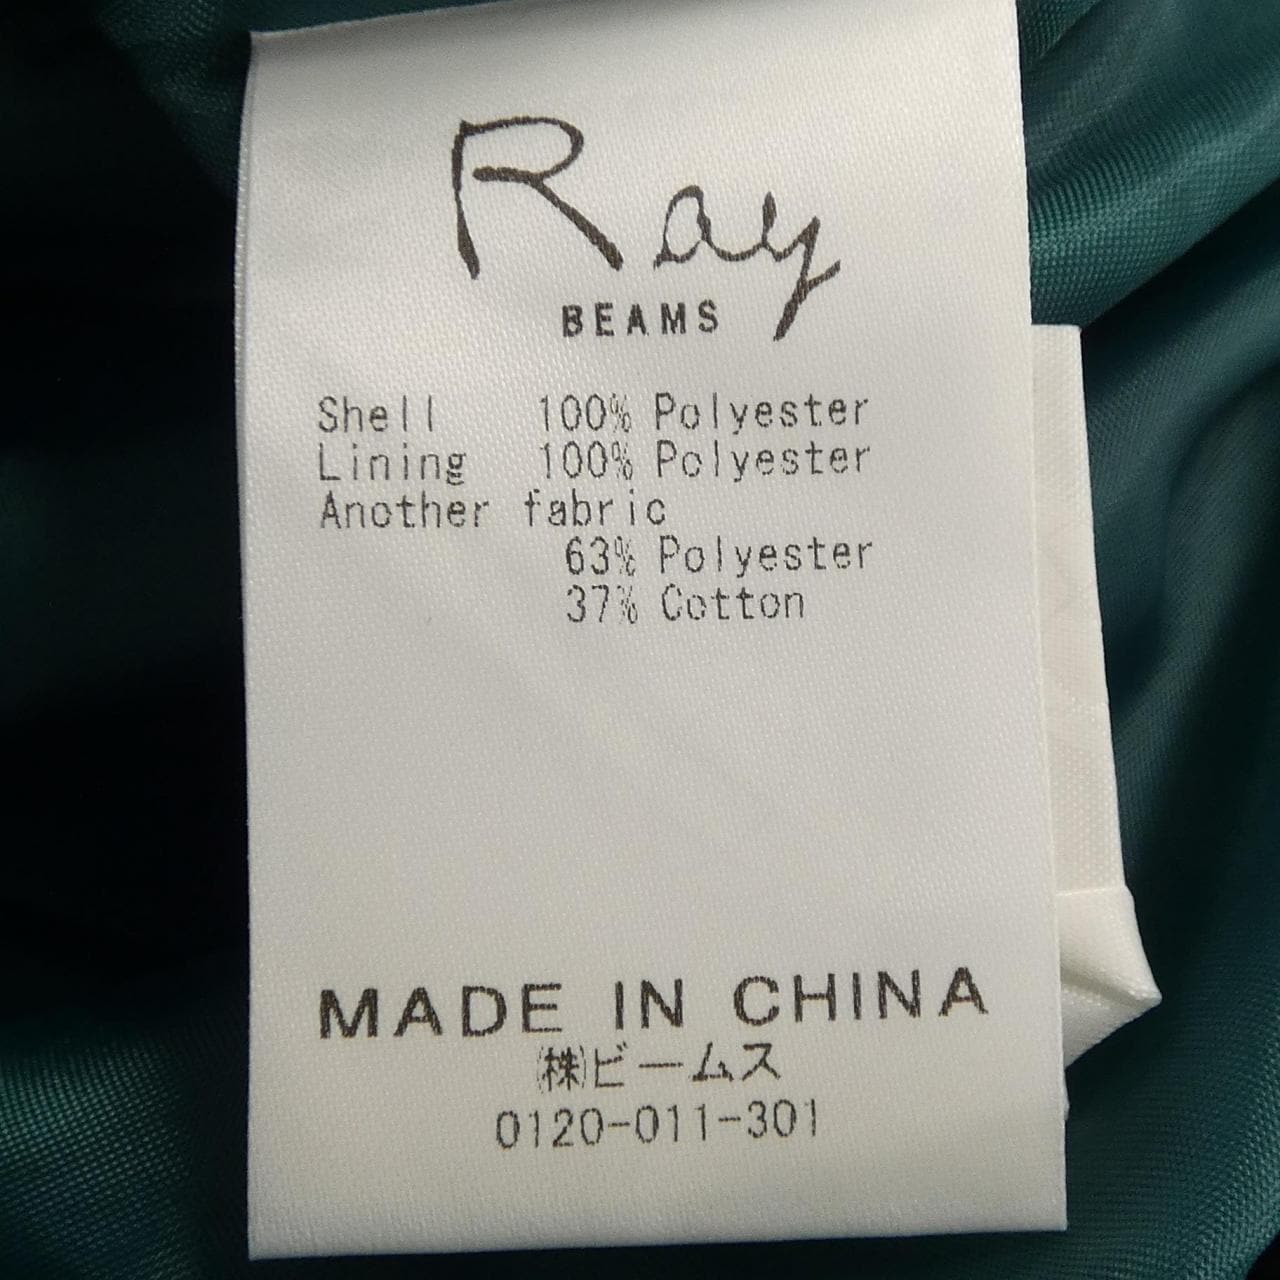 Ray
BEAMS
Shell 100% Polyester
Lining 100% Polyester
Another fabric
63% Polyester
37% Cotton
MADE IN CHINA
㈱ビームス
0120-011-301